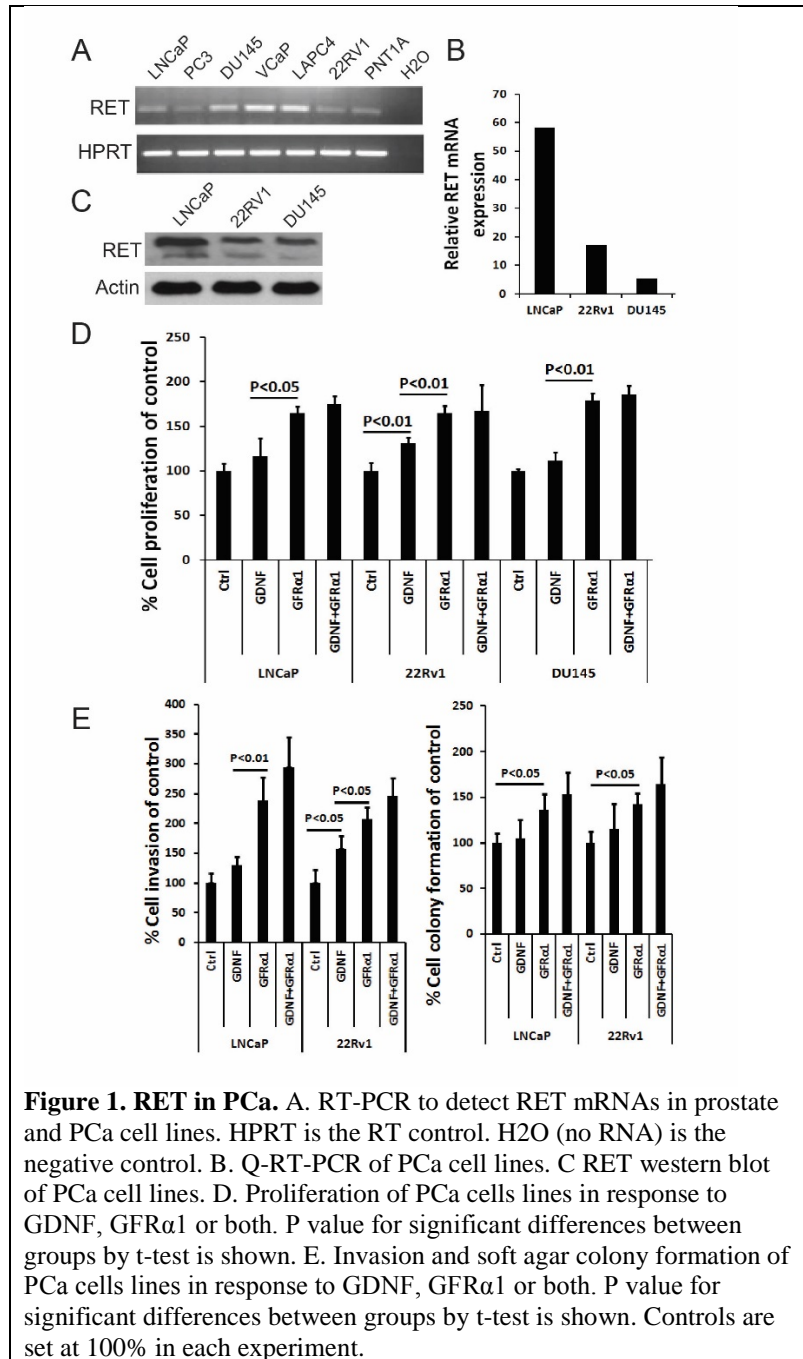 A
LNCaP PC3 DU145 VCaP LAPC4 22RV1 PNT1A H2O
RET
HPRT
B
Relative RET mRNA
expression
70
60
50
40
30
20
10
0
LNCaP 22Rv1 DU145
C
LNCaP 22RV1 DU145
RET
Actin
D
% Cell proliferation of control
250
200
150
100
50
0
P<0.05
P<0.01
P<0.01
P<0.01
Ctrl GDNF GFRα1 GDNF+GFRα1 Ctrl GDNF GFRα1 GDNF+GFRα1 Ctrl GDNF GFRα1 GDNF+GFRα1
LNCaP 22Rv1 DU145
E
% Cell invasion of control
400
350
300
250
200
150
100
50
0
P<0.01
P<0.05
P<0.05
Ctrl GDNF GFRα1 GDNF+GFRα1 Ctrl GDNF GFRα1 GDNF+GFRα1
LNCaP 22Rv1
% Cell colony formation of control
250
200
150
100
50
0
P<0.05
P<0.05
Ctrl GDNF GFRα1 GDNF+GFRα1 Ctrl GDNF GFRα1 GDNF+GFRα1
LNCaP 22Rv1
Figure 1. RET in PCa. A. RT-PCR to detect RET mRNAs in prostate
and PCa cell lines. HPRT is the RT control. H2O (no RNA) is the
negative control. B. Q-RT-PCR of PCa cell lines. C RET western blot
of PCa cell lines. D. Proliferation of PCa cells lines in response to
GDNF, GFRα1 or both. P value for significant differences between
groups by t-test is shown. E. Invasion and soft agar colony formation of
PCa cells lines in response to GDNF, GFRα1 or both. P value for
significant differences between groups by t-test is shown. Controls are
set at 100% in each experiment.